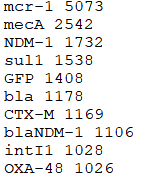 mcr-1 5073
mecA 2542
NDM-1 1732
sul1 1538
GFP 1408
bla 1178
CTX-M 1169
blaNDM-1 1106
intI1 1028
OXA-48 1026